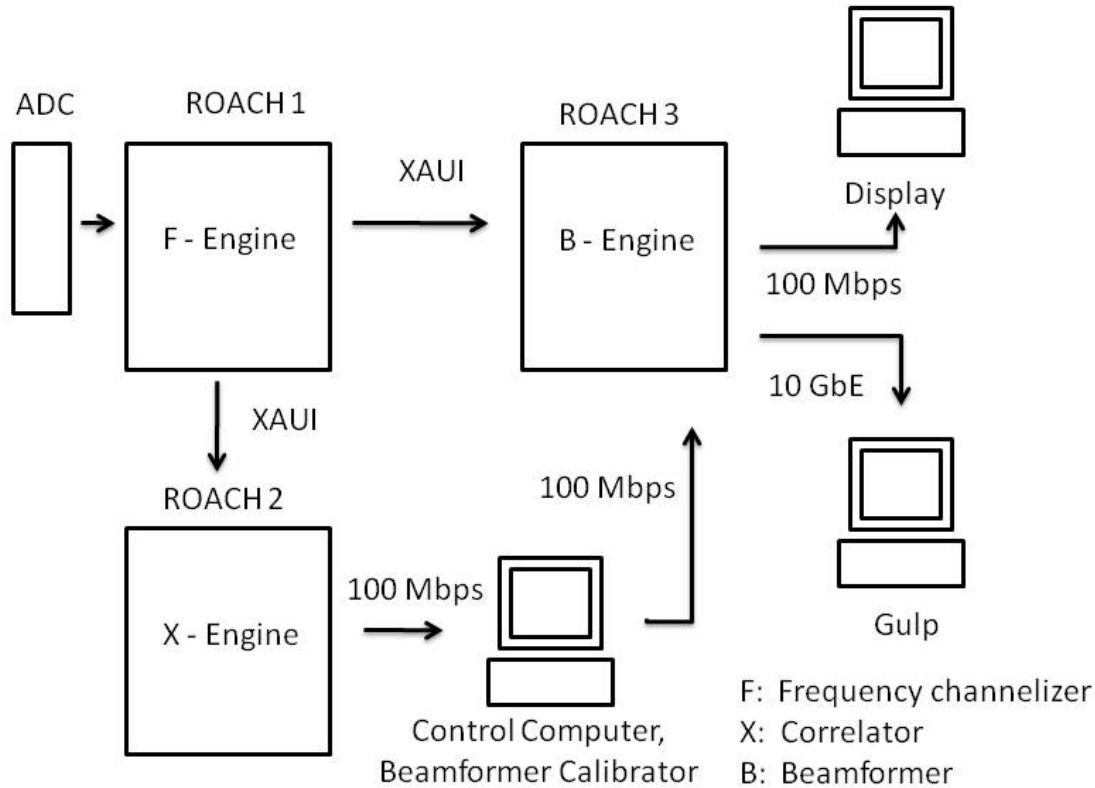 ADC
ROACH 1
F - Engine
XAUI
ROACH 3
B - Engine
Display
100 Mbps
10 GbE
Gulp
XAUI
ROACH 2
X - Engine
100 Mbps
100 Mbps
Control Computer,
Beamformer Calibrator
F: Frequency channelizer
X: Correlator
B: Beamformer